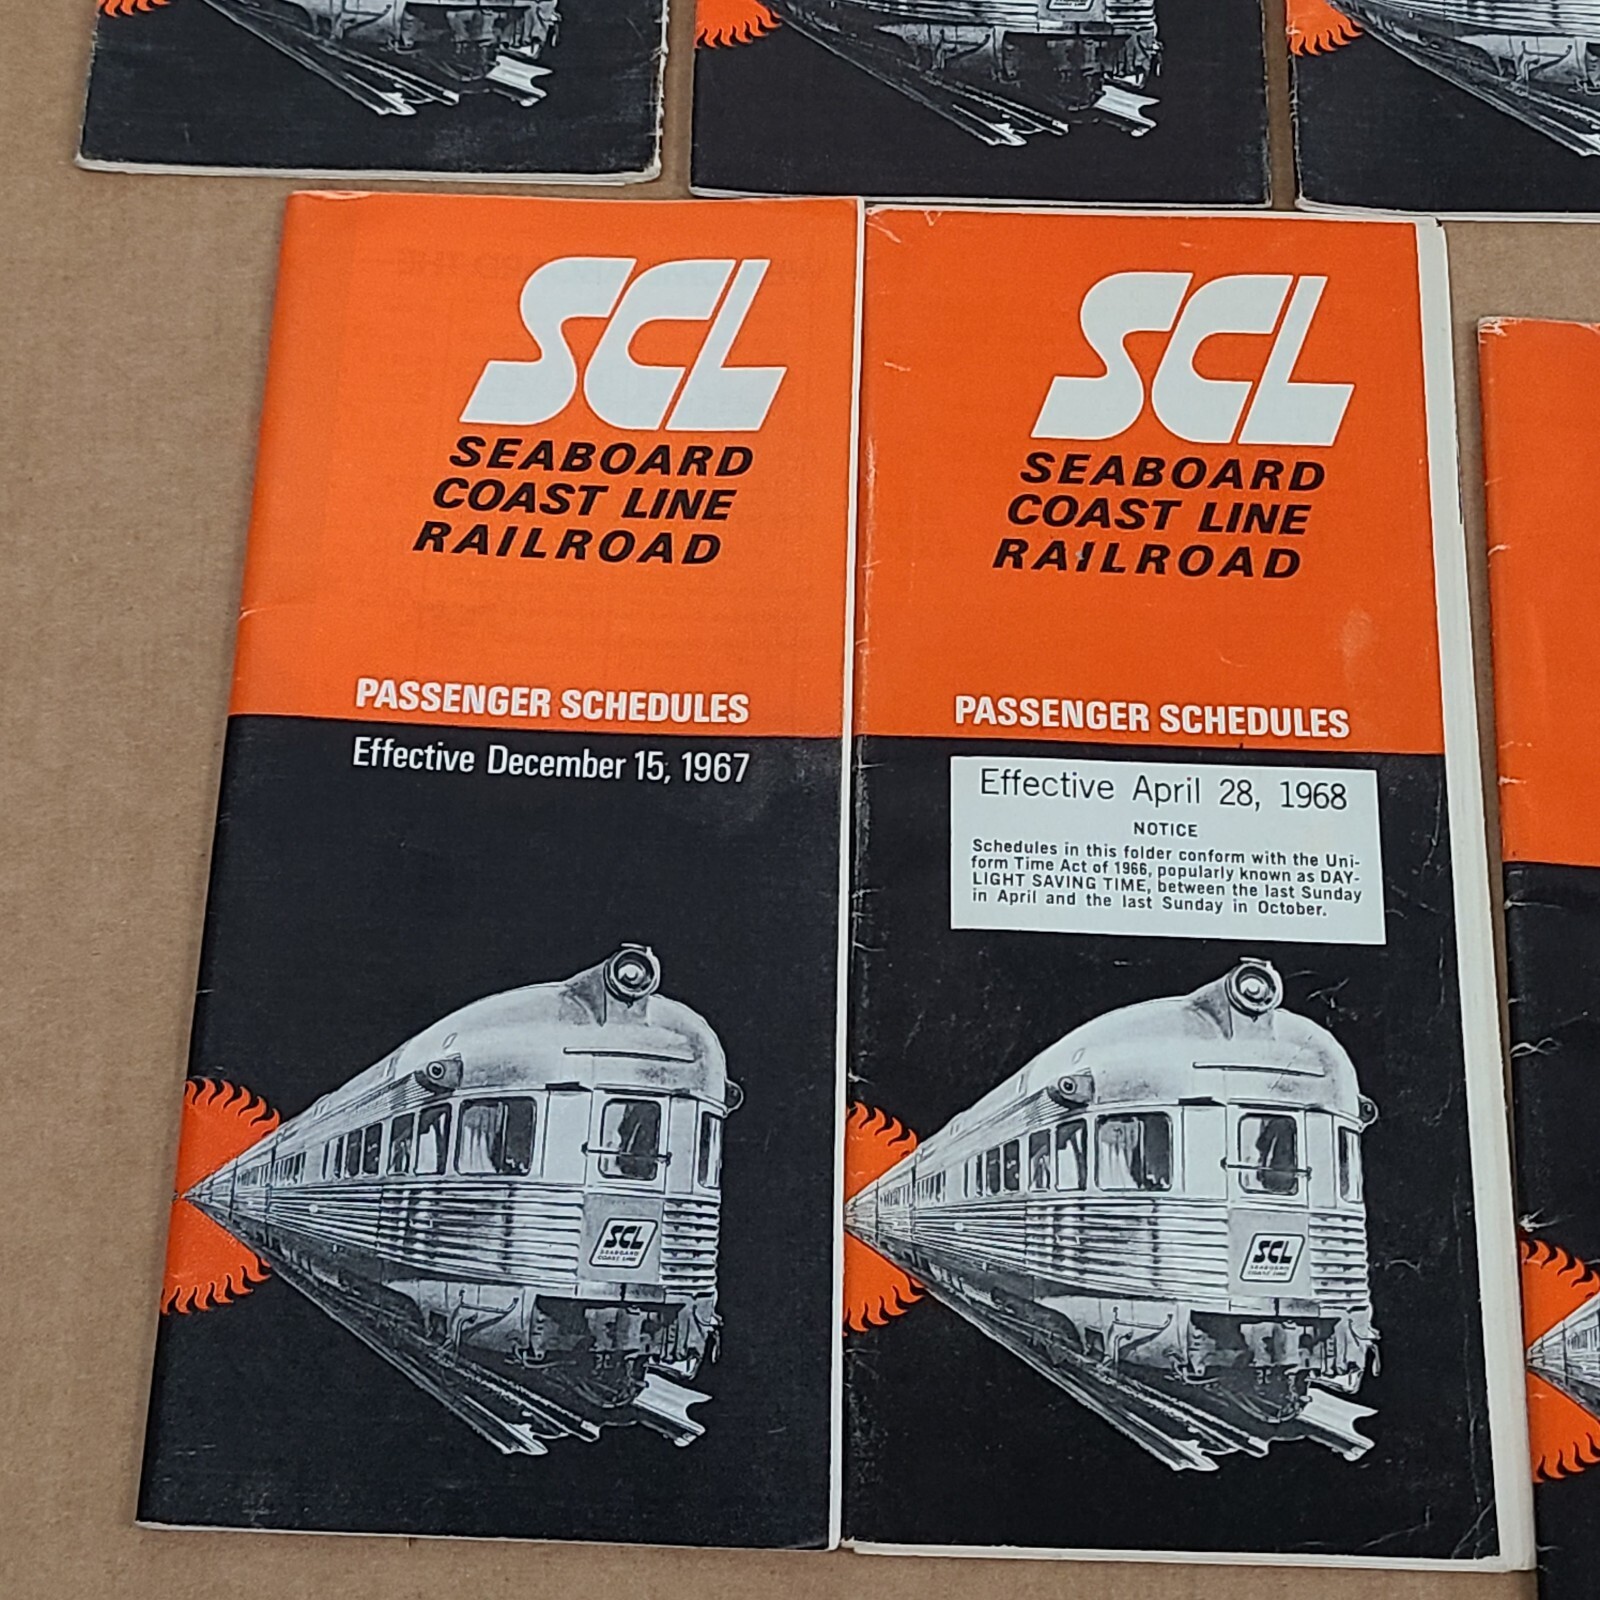 SCL
SEABOARD
COAST LINE
RAILROAD
PASSENGER SCHEDULES
Effective December 15, 1967
SCL
SEABOARD
COAST LINE
SCL
SEABOARD
COAST LINE
RAILROAD
PASSENGER SCHEDULES
Effective April 28, 1968
NOTICE
Schedules in this folder conform with the Uni-
form Time Act of 1966, popularly known as DAY-
LIGHT SAVING TIME, between the last Sunday
in April and the last Sunday in October.
SCL
SEABOARD
COAST LINE